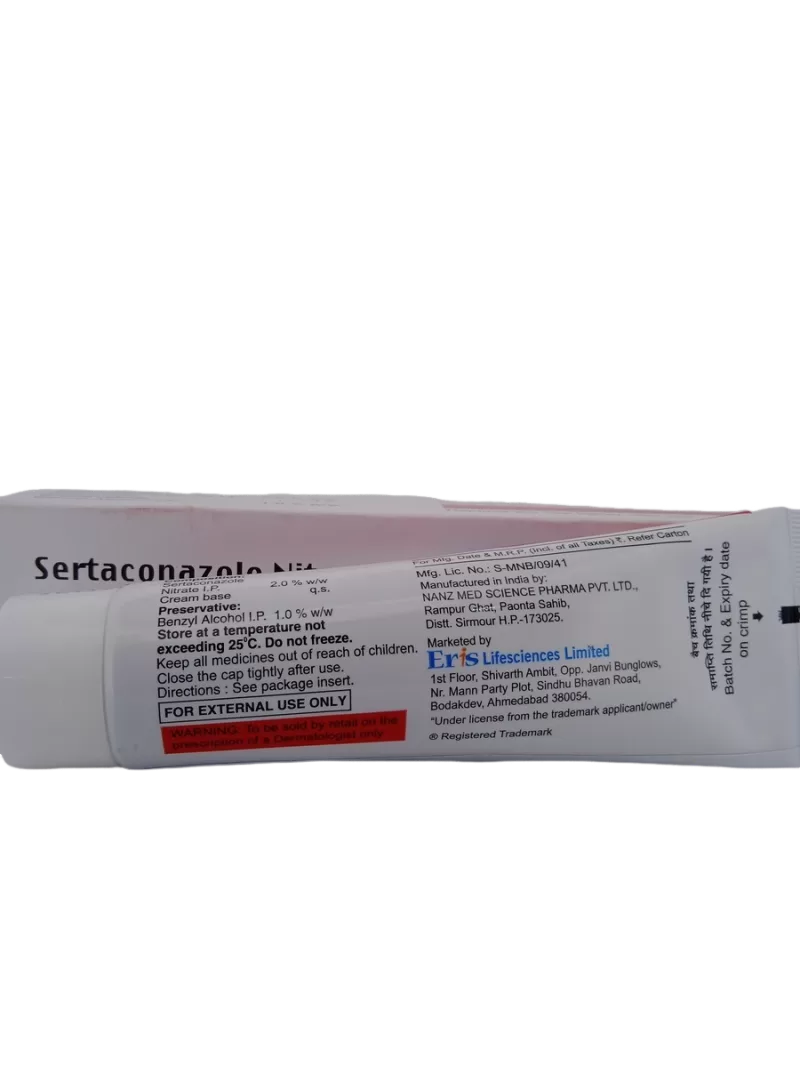 Sertaconazole Nit
Composition:
Sertaconazole
Nitrate I.P. 2.0 % w/w
Cream base q.s.
Preservative:
Benzyl Alcohol I.P. 1.0 % w/w
Store at a temperature not
exceeding 25°C. Do not freeze.
Keep all medicines out of reach of children.
Close the cap tightly after use.
Directions : See package insert.
FOR EXTERNAL USE ONLY
WARNING: To be sold by retail on the
prescription of a Dermatologist only
For Mfg. Date & M.R.P. (Incl. of all Taxes) ₹. Refer Carton
Mfg. Lic. No.: S-MNB/09/41
Manufactured in India by:
NANZ MED SCIENCE PHARMA PVT. LTD.,
Rampur Ghat, Paonta Sahib,
Distt. Sirmour H.P.-173025.
Marketed by
Eris Lifesciences Limited
1st Floor, Shivarth Ambit, Opp. Janvi Bunglows,
Nr. Mann Party Plot, Sindhu Bhavan Road,
Bodakdev, Ahmedabad 380054.
"Under license from the trademark applicant/owner"
® Registered Trademark
बैच क्रमांक तथा
समाप्ति तिथि नीचे दि गयी है।
Batch No. & Expiry date
on crimp